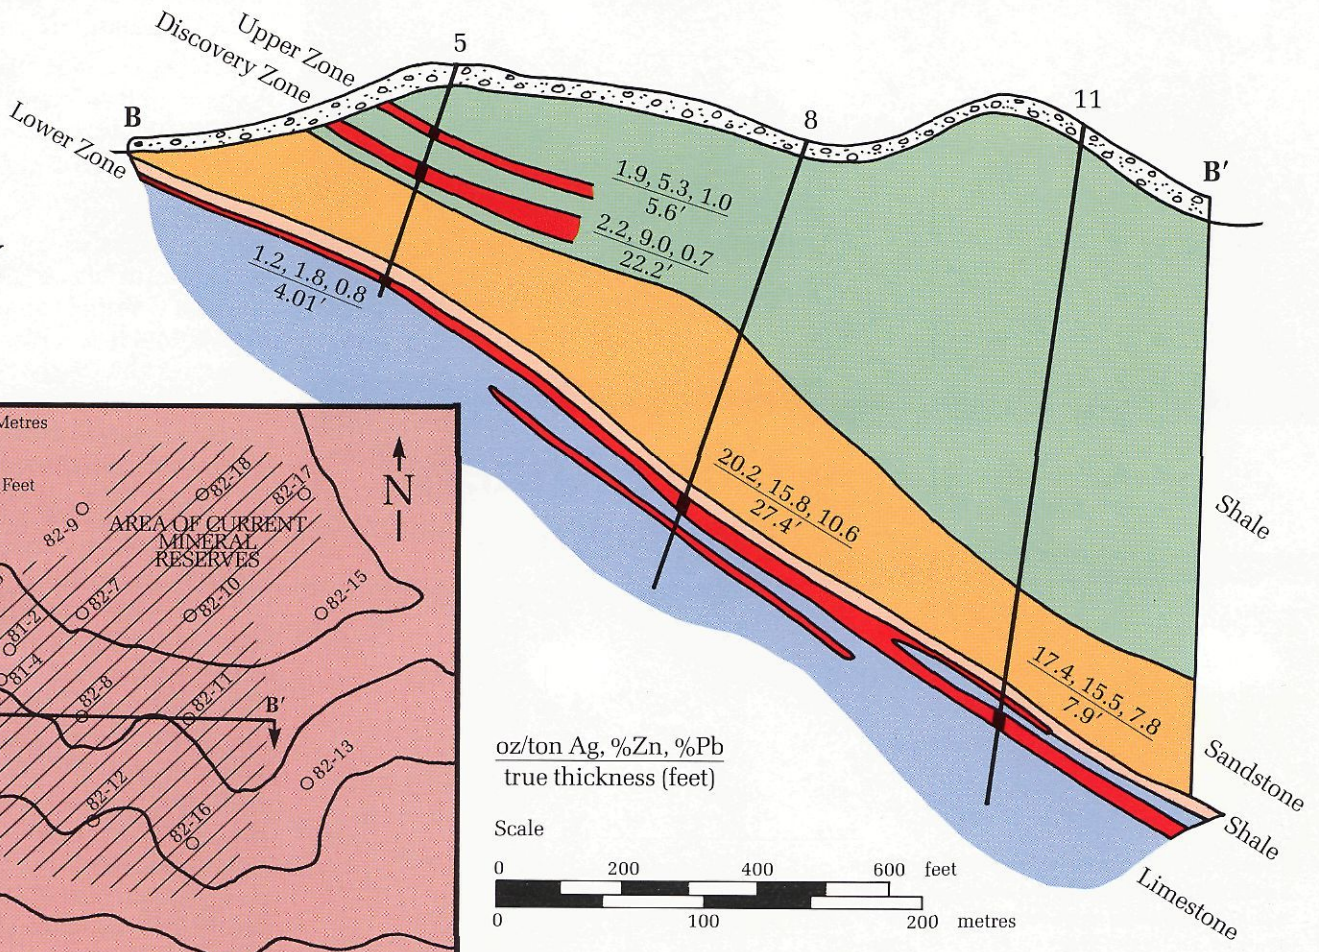 Upper Zone
Discovery Zone
Lower Zone
B
5
8
11
B′
1.9, 5.3, 1.0
5.6′
2.2, 9.0, 0.7
22.2′
1.2, 1.8, 0.8
4.01′
20.2, 15.8, 10.6
27.4′
17.4, 15.5, 7.8
7.9′
Shale
Sandstone
Shale
Limestone
oz/ton Ag, %Zn, %Pb
true thickness (feet)
Scale
0 200 400 600 feet
0 100 200 metres
Metres
Feet
N
82-18
82-17
82-9
AREA OF CURRENT
MINERAL
RESERVES
82-7
82-10
82-15
81-2
81-4
82-8
82-11
B′
82-13
82-12
82-16